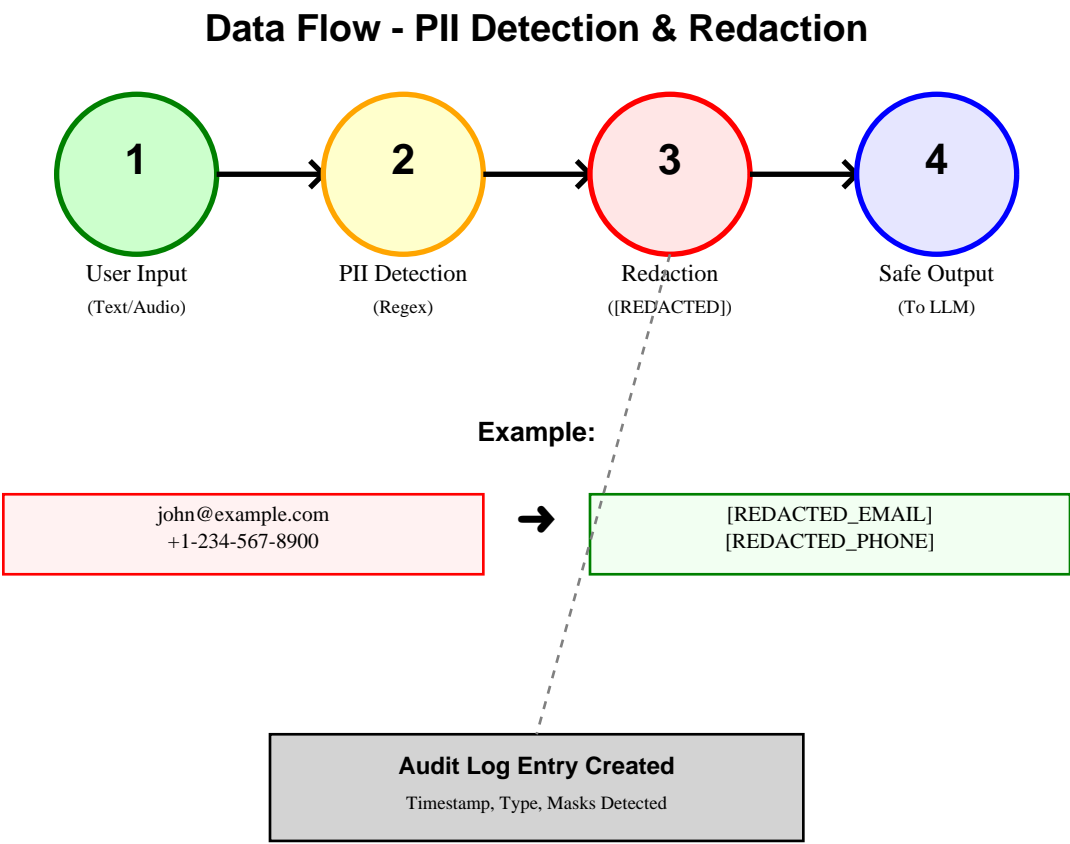 Data Flow - PII Detection & Redaction
1
2
3
4
User Input
PII Detection
Redaction
Safe Output
(Text/Audio)
(Regex)
([REDACTED])
(To LLM)
Example:
john@example.com
+1-234-567-8900
[REDACTED_EMAIL]
[REDACTED_PHONE]
Audit Log Entry Created
Timestamp, Type, Masks Detected